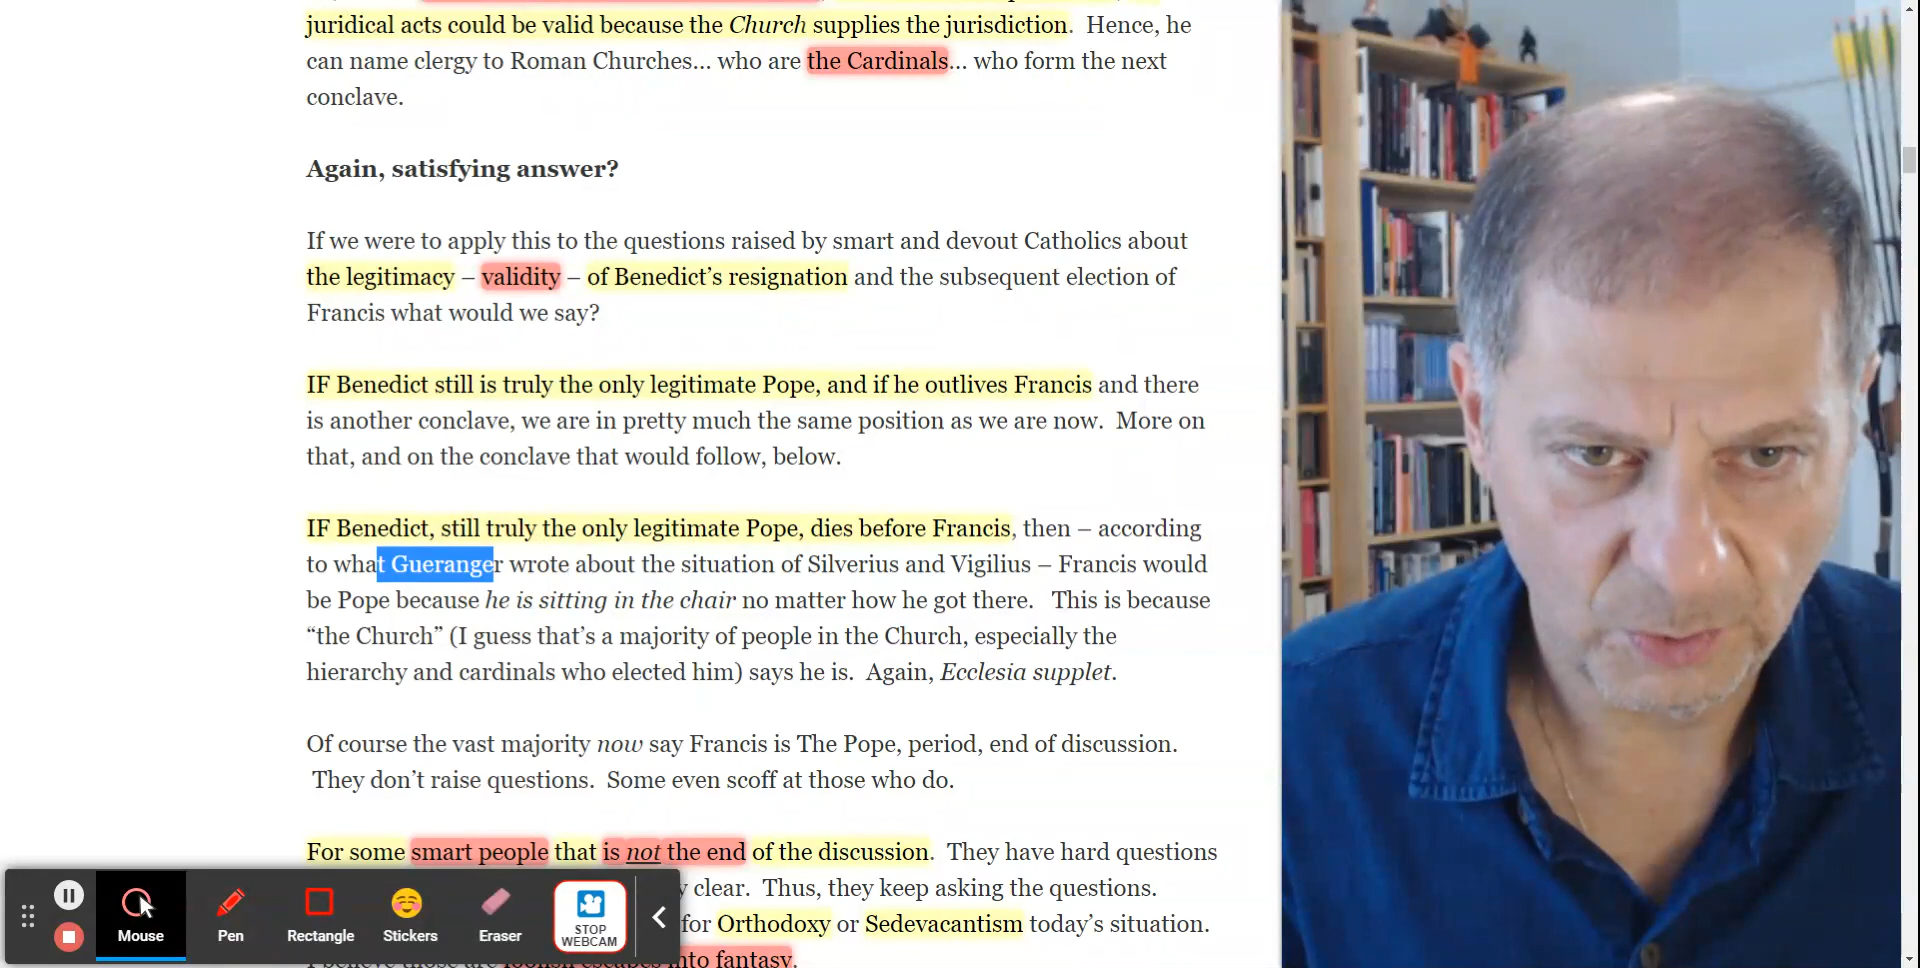 juridical acts could be valid because the Church supplies the jurisdiction.  Hence, he
can name clergy to Roman Churches… who are the Cardinals… who form the next
conclave.
Again, satisfying answer?
If we were to apply this to the questions raised by smart and devout Catholics about
the legitimacy – validity – of Benedict’s resignation and the subsequent election of
Francis what would we say?
IF Benedict still is truly the only legitimate Pope, and if he outlives Francis and there
is another conclave, we are in pretty much the same position as we are now.  More on
that, and on the conclave that would follow, below.
IF Benedict, still truly the only legitimate Pope, dies before Francis, then – according
to what Gueranger wrote about the situation of Silverius and Vigilius – Francis would
be Pope because he is sitting in the chair no matter how he got there.   This is because
“the Church” (I guess that’s a majority of people in the Church, especially the
hierarchy and cardinals who elected him) says he is.  Again, Ecclesia supplet.
Of course the vast majority now say Francis is The Pope, period, end of discussion.
They don’t raise questions.  Some even scoff at those who do.
For some smart people that is not the end of the discussion.  They have hard questions
clear.  Thus, they keep asking the questions.
for Orthodoxy or Sedevacantism today’s situation.
I believe those are foolish escapes into fantasy.
Mouse
Pen
Rectangle
Stickers
Eraser
STOP
WEBCAM